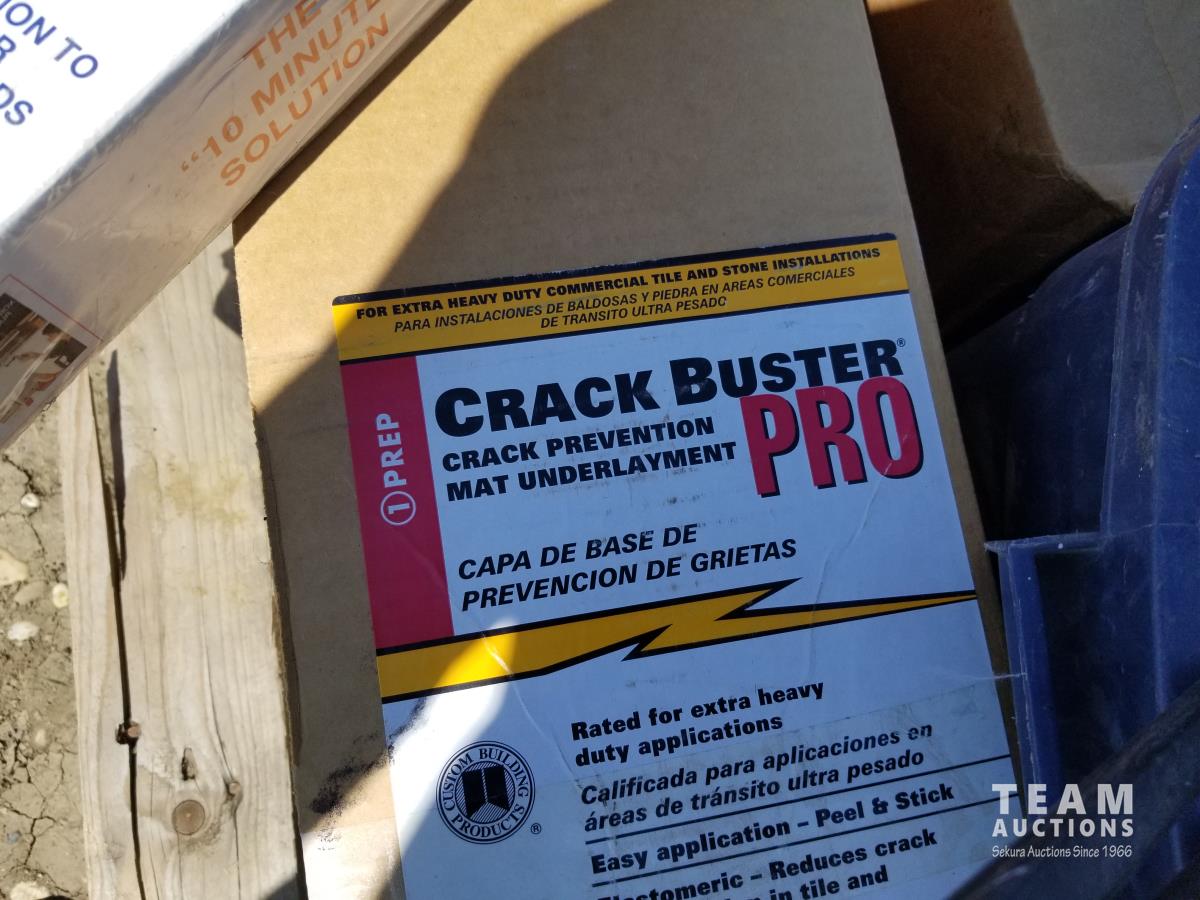 ION TO
R
DS
THE
"10 MINUTE
SOLUTION
FOR EXTRA HEAVY DUTY COMMERCIAL TILE AND STONE INSTALLATIONS
PARA INSTALACIONES DE BALDOSAS Y PIEDRA EN AREAS COMERCIALES
DE TRANSITO ULTRA PESADO
CRACK BUSTER®
PRO
CRACK PREVENTION
MAT UNDERLAYMENT
1 PREP
CAPA DE BASE DE
PREVENCION DE GRIETAS
Rated for extra heavy
duty applications
Calificada para aplicaciones en
áreas de tránsito ultra pesado
Easy application – Peel & Stick
Elastomeric – Reduces crack
in tile and
CUSTOM BUILDING PRODUCTS ®
TEAM
AUCTIONS
Sekura Auctions Since 1966